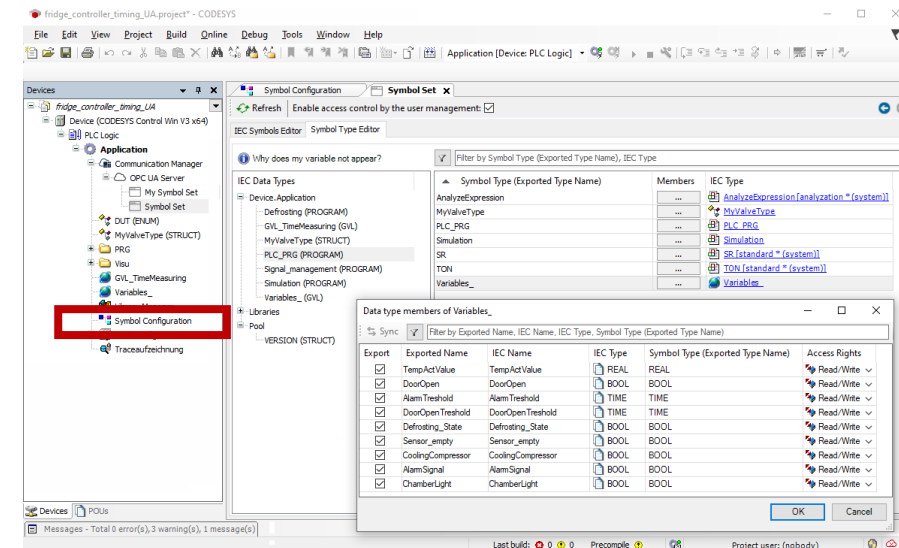 fridge_controller_timing_UA.project* - CODESYS
File Edit View Project Build Online Debug Tools Window Help
Application [Device: PLC Logic]
Devices
Symbol Configuration
Symbol Set
fridge_controller_timing_UA
Device (CODESYS Control Win V3 x64)
PLC Logic
Application
Communication Manager
OPC UA Server
My Symbol Set
Symbol Set
DUT (ENUM)
MyValveType (STRUCT)
PRG
Visu
GVL_TimeMeasuring
Variables_
Symbol Configuration
Traceaufzeichnung
Devices POUs
Refresh Enable access control by the user management:
IEC Symbols Editor Symbol Type Editor
Why does my variable not appear?
Filter by Symbol Type (Exported Type Name), IEC Type
IEC Data Types
Device.Application
Defrosting (PROGRAM)
GVL_TimeMeasuring (GVL)
MyValveType (STRUCT)
PLC_PRG (PROGRAM)
Signal_management (PROGRAM)
Simulation (PROGRAM)
Variables_ (GVL)
Libraries
Pool
VERSION (STRUCT)
Symbol Type (Exported Type Name) Members IEC Type
AnalyzeExpression ... AnalyzeExpression [analyzation * (system)]
MyValveType ... MyValveType
PLC_PRG ... PLC_PRG
Simulation ... Simulation
SR ... SR [standard * (system)]
TON ... TON [standard * (system)]
Variables_ ... Variables_
Data type members of Variables_
Sync Filter by Exported Name, IEC Name, IEC Type, Symbol Type (Exported Type Name)
Export Exported Name IEC Name IEC Type Symbol Type (Exported Type Name) Access Rights
TempActValue TempActValue REAL REAL Read/Write
DoorOpen DoorOpen BOOL BOOL Read/Write
AlarmTreshold AlarmTreshold TIME TIME Read/Write
DoorOpenTreshold DoorOpenTreshold TIME TIME Read/Write
Defrosting_State Defrosting_State BOOL BOOL Read/Write
Sensor_empty Sensor_empty BOOL BOOL Read/Write
CoolingCompressor CoolingCompressor BOOL BOOL Read/Write
AlarmSignal AlarmSignal BOOL BOOL Read/Write
ChamberLight ChamberLight BOOL BOOL Read/Write
OK Cancel
Messages - Total 0 error(s), 3 warning(s), 1 message(s)
Last build: 0 0 Precompile Project user: (nobody)